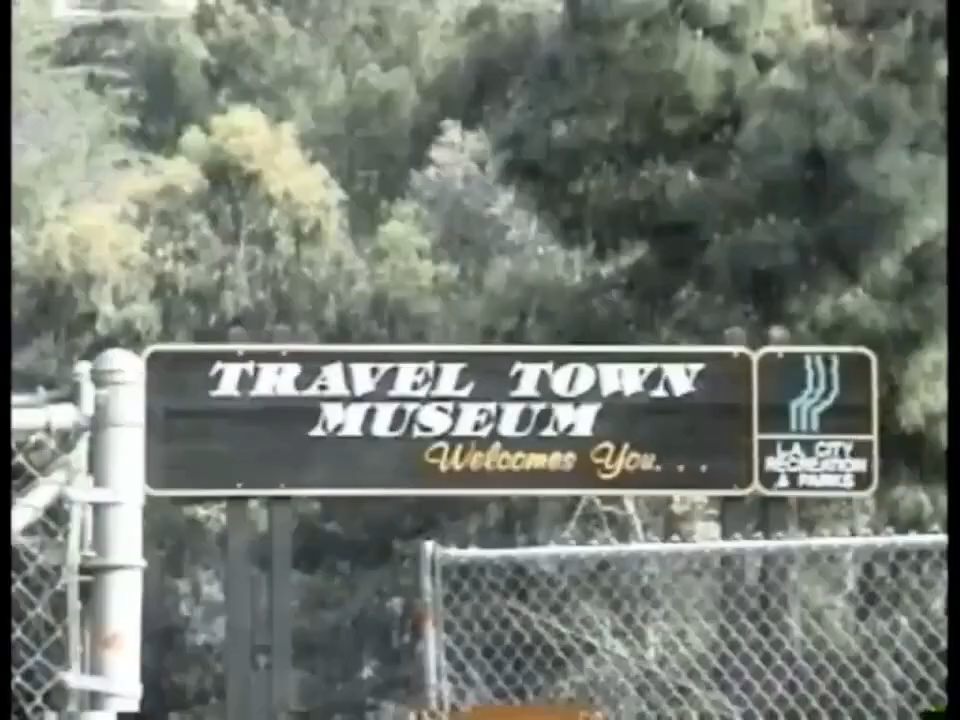 TRAVEL TOWN
MUSEUM
Welcomes You...
L.A. CITY
RECREATION
& PARKS